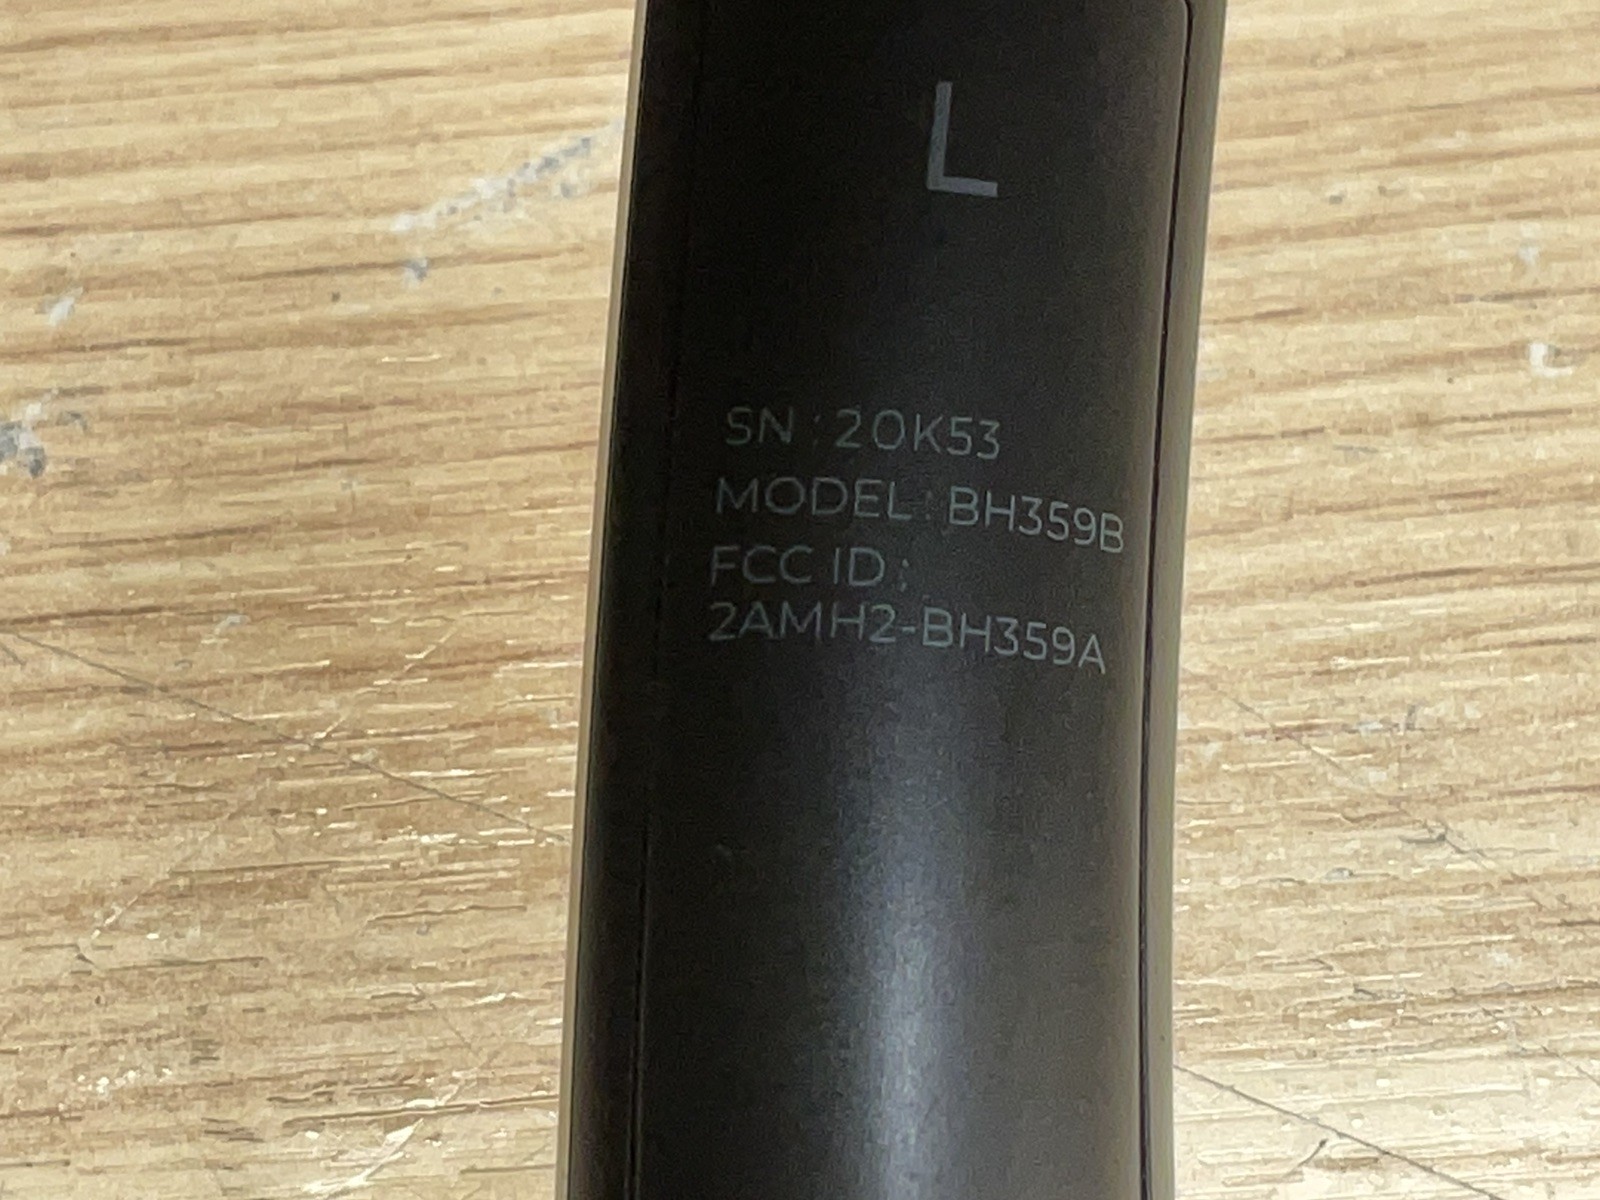 L
SN : 20K53
MODEL : BH359B
FCC ID :
2AMH2-BH359A